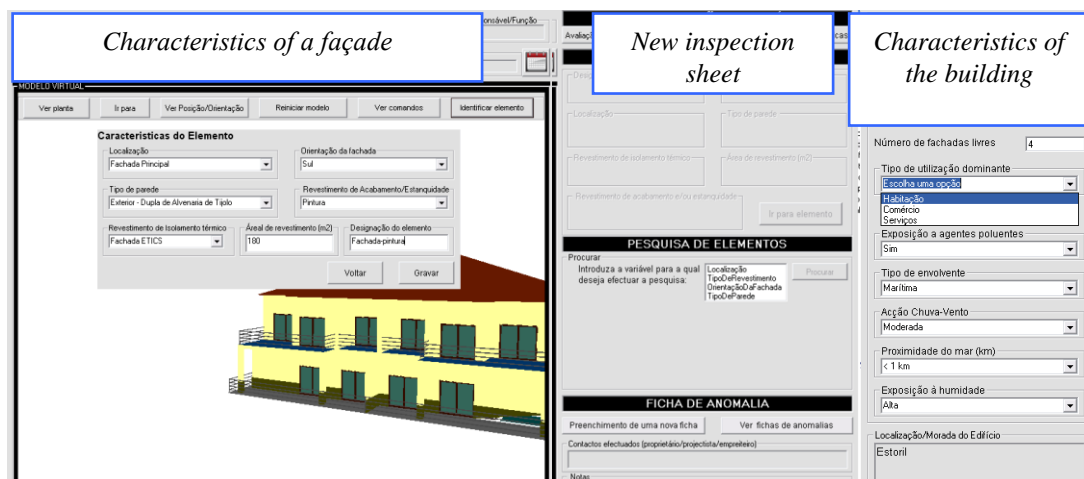 Characteristics of a façade
New inspection
sheet
Characteristics of
the building
onsável/Função
MODELO VIRTUAL
Ver planta
Ir para
Ver Posição/Orientação
Reiniciar modelo
Ver comandos
Identificar elemento
Caracteristicas do Elemento
Localização
Fachada Principal
Orientação da fachada
Sul
Tipo de parede
Exterior - Dupla de Alvenaria de Tijolo
Revestimento de Acabamento/Estanquidade
Pintura
Revestimento de Isolamento térmico
Fachada ETICS
Áreal de revestimento (m2)
180
Designação do elemento
Fachada-pintura
Voltar
Gravar
Avaliaçã
cas
Desig
Localização
Tipo de parede
Revestimento de isolamento térmico
Área de revestimento (m2)
Revestimento de acabamento e/ou estanquidade
Ir para elemento
PESQUISA DE ELEMENTOS
Procurar
Introduza a variável para a qual
deseja efectuar a pesquisa:
Localização
TipoDeRevestimento
OrientaçãoDaFachada
TipoDeParede
Procurar
FICHA DE ANOMALIA
Preenchimento de uma nova ficha
Ver fichas de anomalias
Contactos efectuados (proprietário/projectista/empreiteiro)
Notas
Número de fachadas livres
4
Tipo de utilização dominante
Escolha uma opção
Habitação
Comércio
Serviços
Exposição a agentes poluentes
Sim
Tipo de envolvente
Marítima
Acção Chuva-Vento
Moderada
Proximidade do mar (km)
< 1 km
Exposição à humidade
Alta
Localização/Morada do Edifício
Estoril